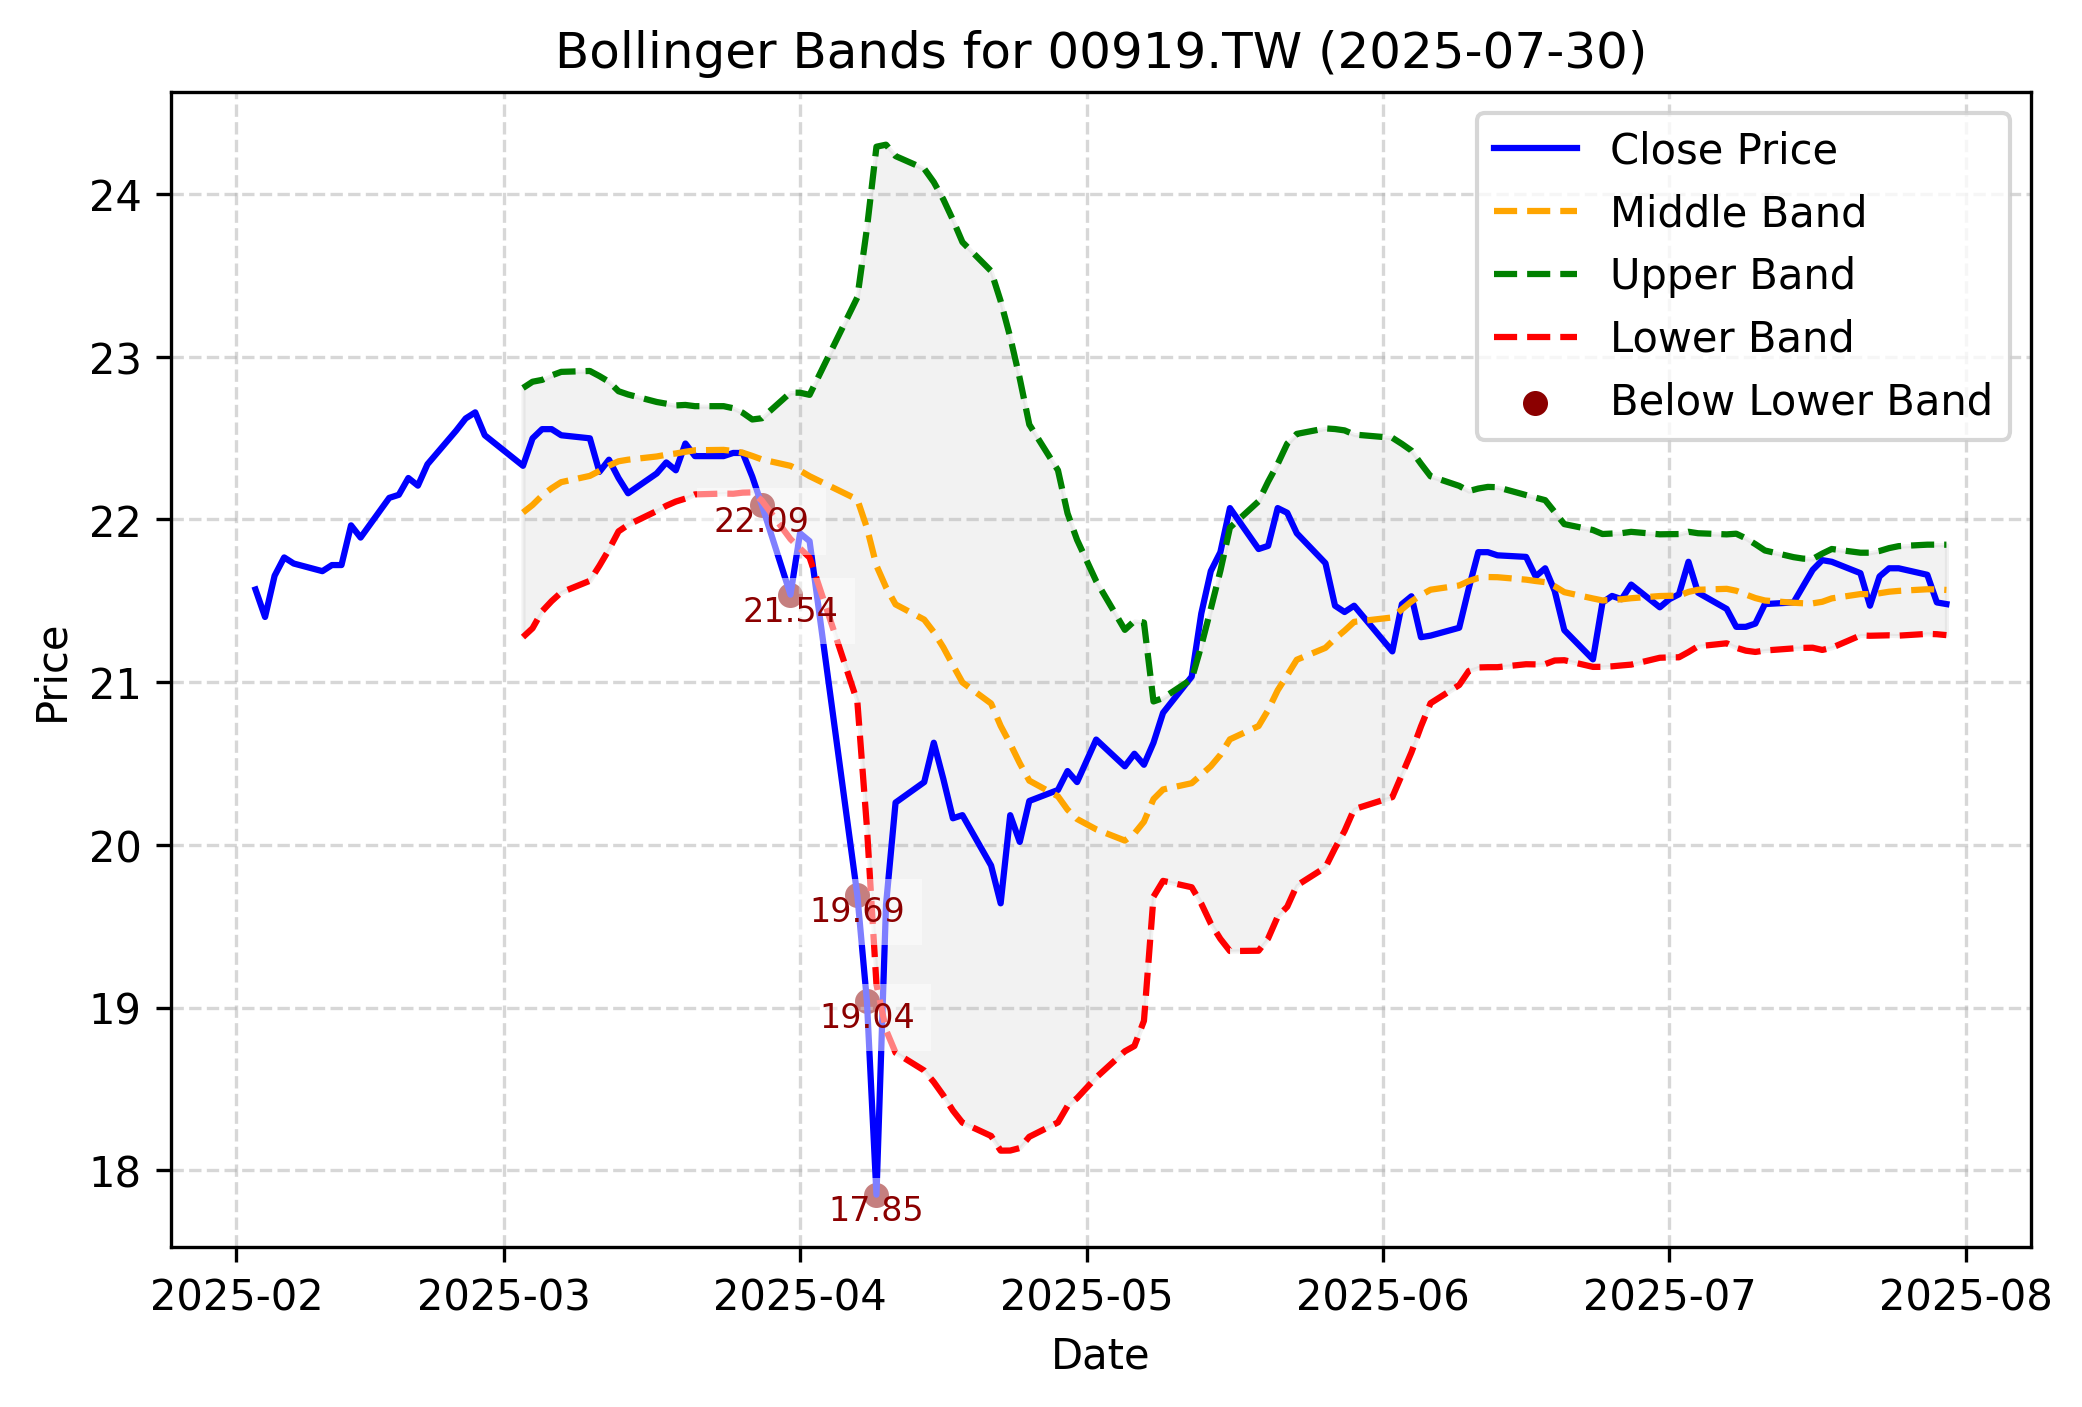 Bollinger Bands for 00919.TW (2025-07-30)
Close Price
Middle Band
Upper Band
Lower Band
Below Lower Band
24
23
22
21
20
19
18
Price
22.09
21.54
19.69
19.04
17.85
2025-02
2025-03
2025-04
2025-05
2025-06
2025-07
2025-08
Date